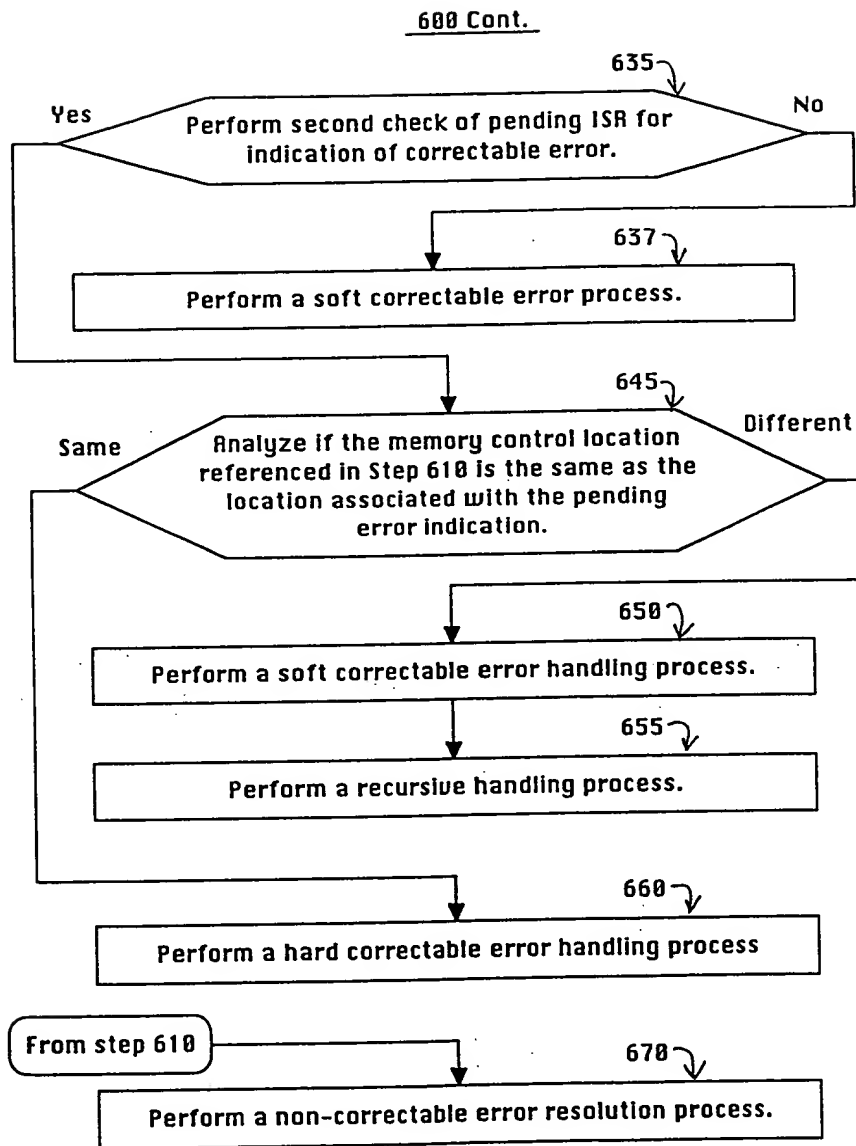 600 Cont.
635
Yes
No
Perform second check of pending ISR for
indication of correctable error.
637
Perform a soft correctable error process.
645
Same
Different
Analyze if the memory control location
referenced in Step 610 is the same as the
location associated with the pending
error indication.
650
Perform a soft correctable error handling process.
655
Perform a recursive handling process.
660
Perform a hard correctable error handling process
From step 610
670
Perform a non-correctable error resolution process.